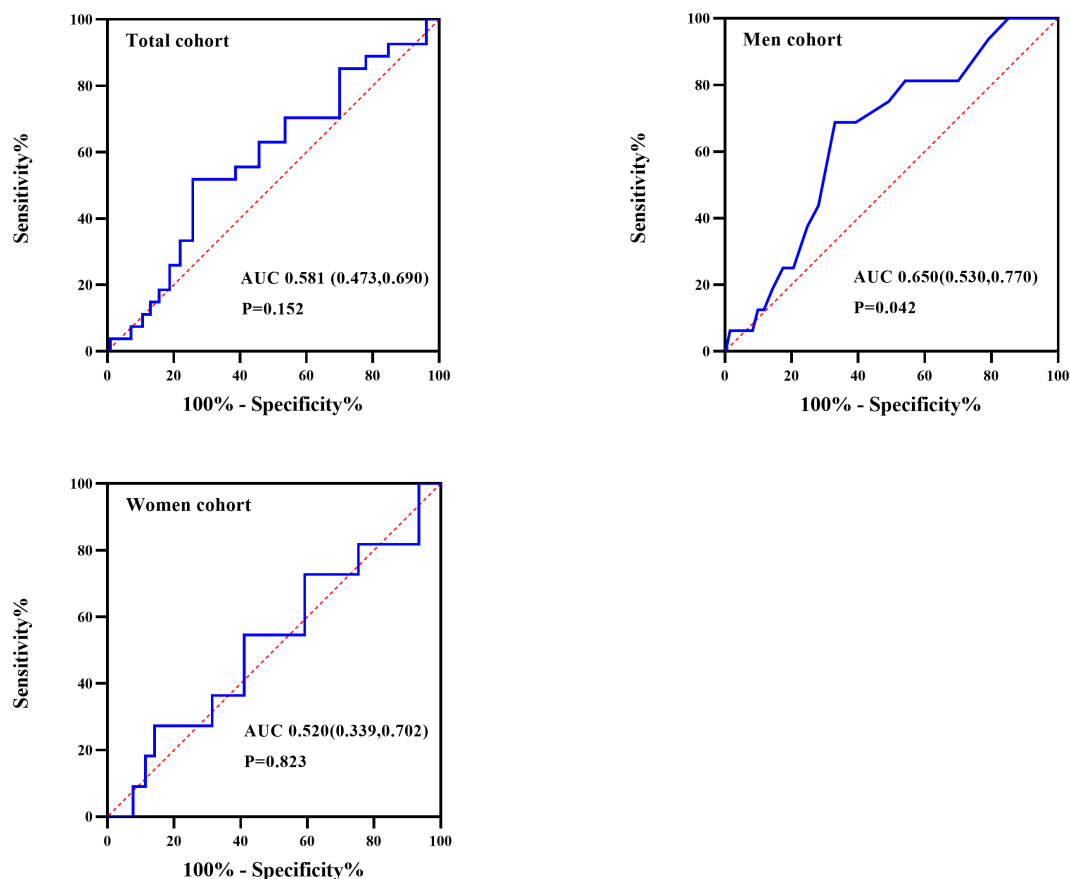 Total cohort
Sensitivity%
100
80
60
40
20
0
AUC 0.581 (0.473,0.690)
P=0.152
0 20 40 60 80 100
100% - Specificity%
Men cohort
Sensitivity%
100
80
60
40
20
0
AUC 0.650(0.530,0.770)
P=0.042
0 20 40 60 80 100
100% - Specificity%
Women cohort
Sensitivity%
100
80
60
40
20
0
AUC 0.520(0.339,0.702)
P=0.823
0 20 40 60 80 100
100% - Specificity%